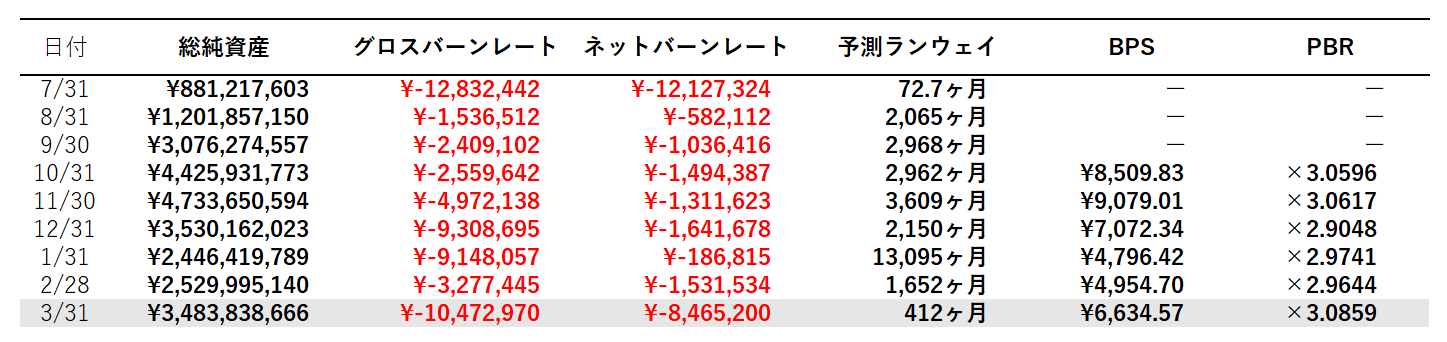 日付 総純資産 グロスバーンレート ネットバーンレート 予測ランウェイ BPS PBR
7/31 ¥881,217,603 ¥-12,832,442 ¥-12,127,324 72.7ヶ月 — —
8/31 ¥1,201,857,150 ¥-1,536,512 ¥-582,112 2,065ヶ月 — —
9/30 ¥3,076,274,557 ¥-2,409,102 ¥-1,036,416 2,968ヶ月 — —
10/31 ¥4,425,931,773 ¥-2,559,642 ¥-1,494,387 2,962ヶ月 ¥8,509.83 ×3.0596
11/30 ¥4,733,650,594 ¥-4,972,138 ¥-1,311,623 3,609ヶ月 ¥9,079.01 ×3.0617
12/31 ¥3,530,162,023 ¥-9,308,695 ¥-1,641,678 2,150ヶ月 ¥7,072.34 ×2.9048
1/31 ¥2,446,419,789 ¥-9,148,057 ¥-186,815 13,095ヶ月 ¥4,796.42 ×2.9741
2/28 ¥2,529,995,140 ¥-3,277,445 ¥-1,531,534 1,652ヶ月 ¥4,954.70 ×2.9644
3/31 ¥3,483,838,666 ¥-10,472,970 ¥-8,465,200 412ヶ月 ¥6,634.57 ×3.0859